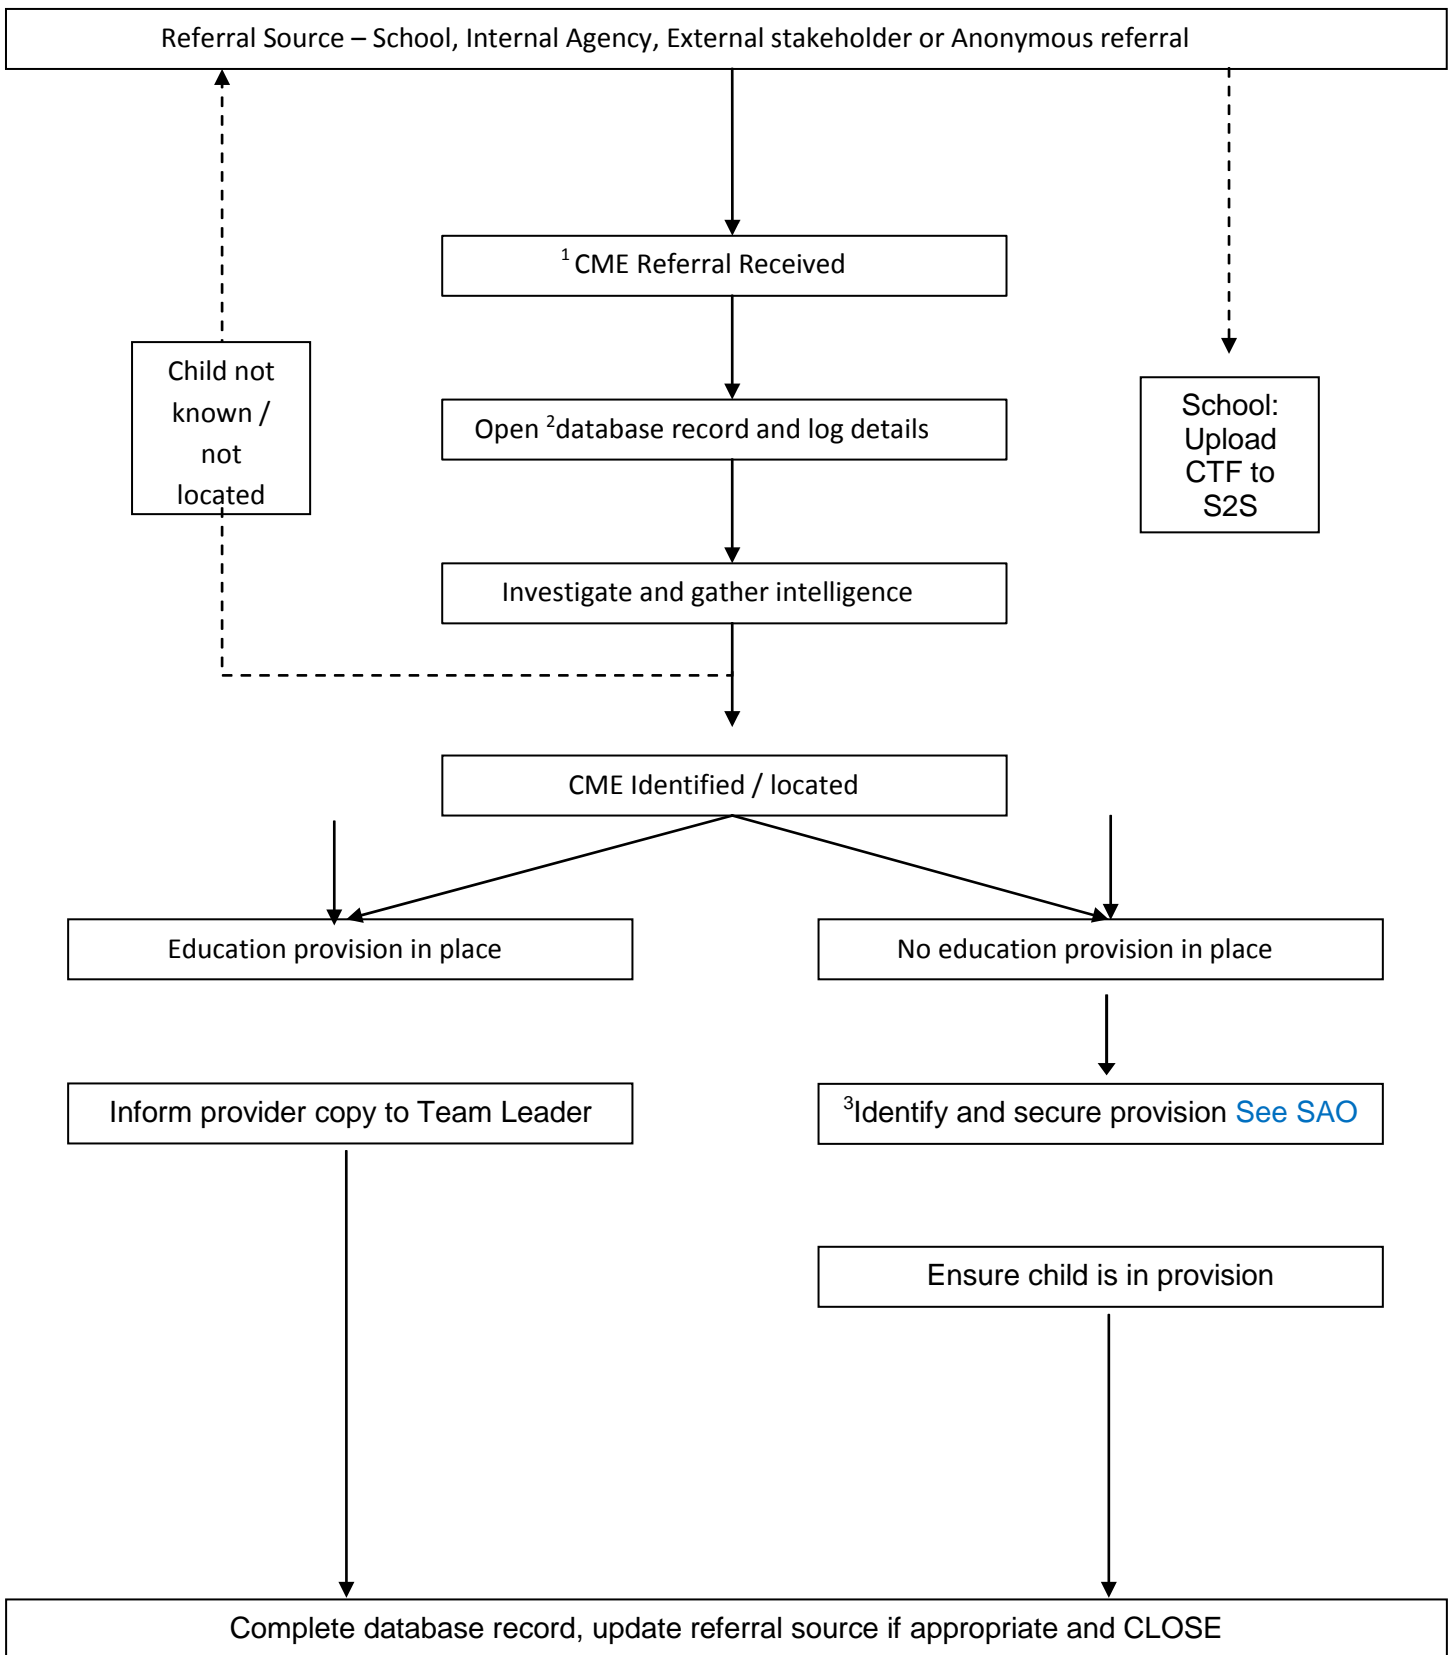 Referral Source – School, Internal Agency, External stakeholder or Anonymous referral
¹ CME Referral Received
Child not
known /
not
located
School:
Upload
CTF to
S2S
Open ²database record and log details
Investigate and gather intelligence
CME Identified / located
Education provision in place
No education provision in place
Inform provider copy to Team Leader
³Identify and secure provision See SAO
Ensure child is in provision
Complete database record, update referral source if appropriate and CLOSE